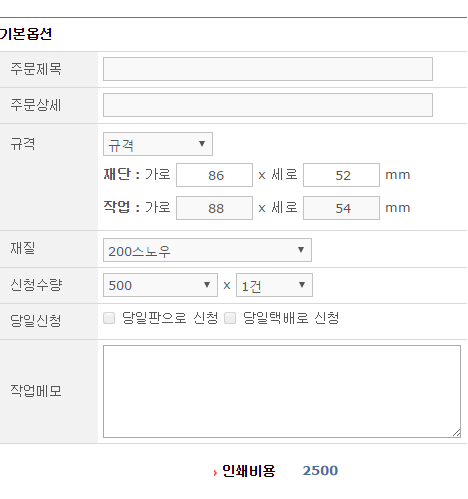 기본옵션
주문제목
주문상세
규격 규격
재단 : 가로 86 x 세로 52 mm
작업 : 가로 88 x 세로 54 mm
재질 200스노우
신청수량 500 x 1건
당일신청 당일판으로 신청 당일택배로 신청
작업메모
› 인쇄비용 2500